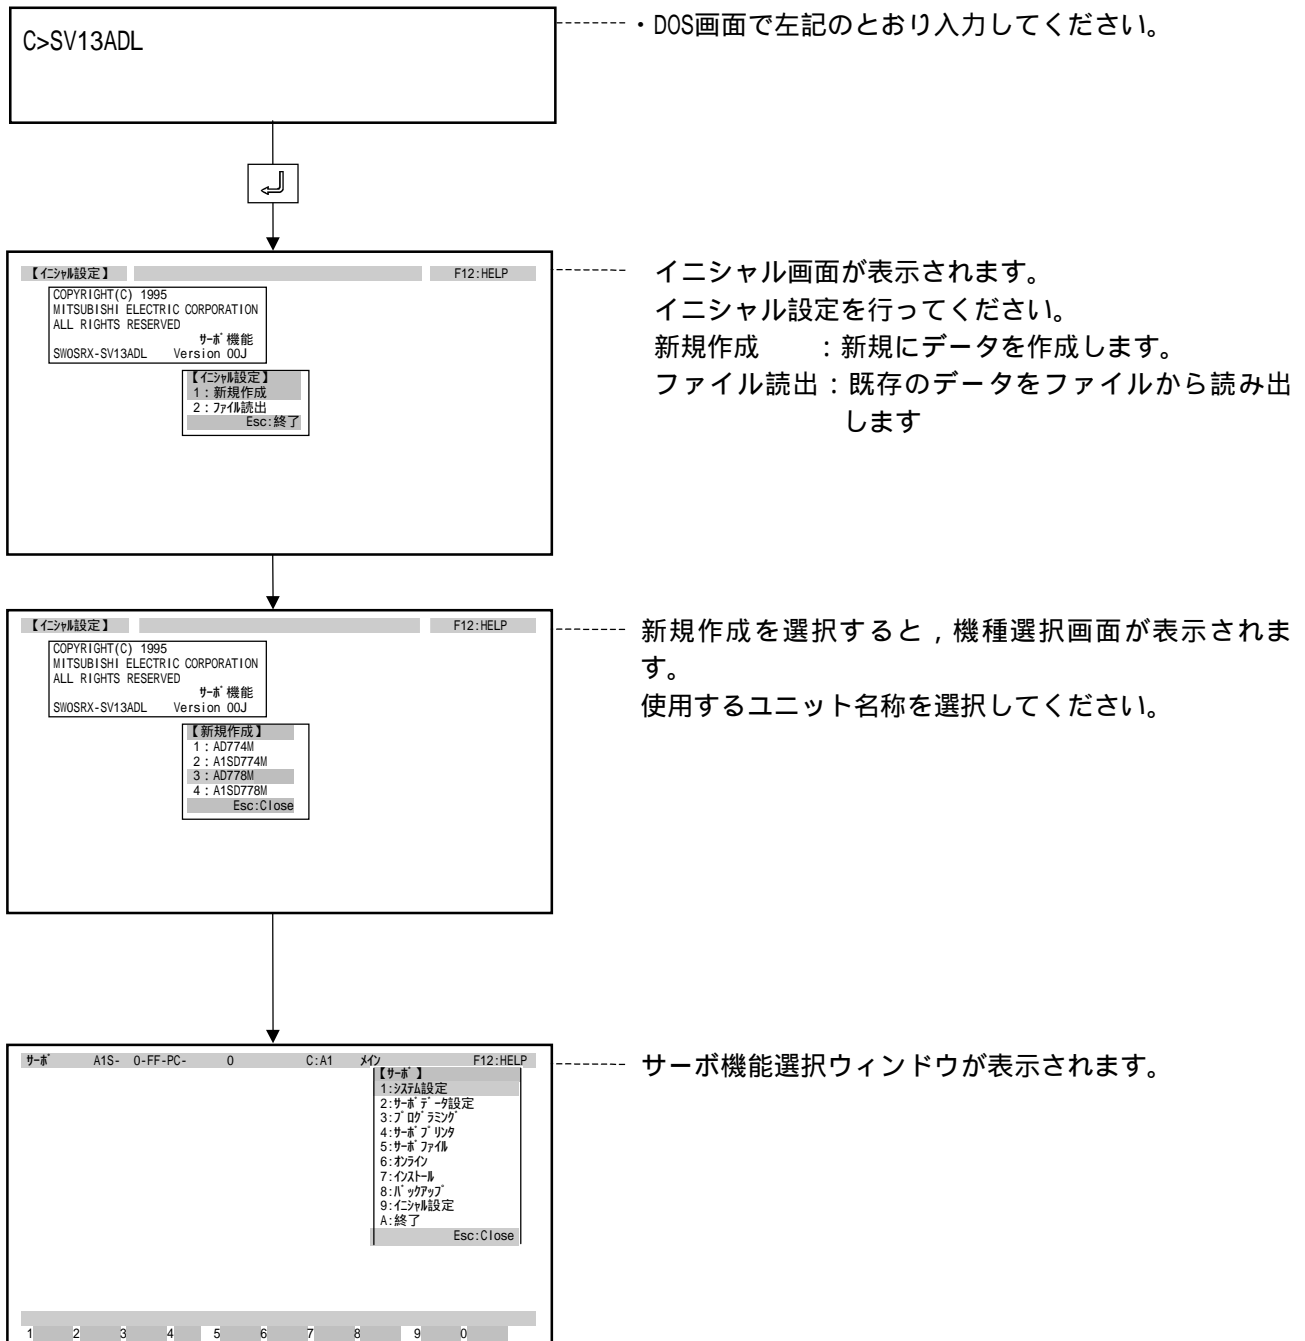 C>SV13ADL
・DOS画面で左記のとおり入力してください。
【イニシャル設定】 F12:HELP
COPYRIGHT(C) 1995
MITSUBISHI ELECTRIC CORPORATION
ALL RIGHTS RESERVED
サーボ機能
SW0SRX-SV13ADL Version 00J
【イニシャル設定】
1:新規作成
2:ファイル読出
Esc:終了
イニシャル画面が表示されます。
イニシャル設定を行ってください。
新規作成 :新規にデータを作成します。
ファイル読出:既存のデータをファイルから読み出
します
【イニシャル設定】 F12:HELP
COPYRIGHT(C) 1995
MITSUBISHI ELECTRIC CORPORATION
ALL RIGHTS RESERVED
サーボ機能
SW0SRX-SV13ADL Version 00J
【新規作成】
1:AD774M
2:A1SD774M
3:AD778M
4:A1SD778M
Esc:Close
新規作成を選択すると,機種選択画面が表示されま
す。
使用するユニット名称を選択してください。
サーボ A1S- 0-FF-PC- 0 C:A1 メイン F12:HELP
【サーボ】
1:システム設定
2:サーボデータ設定
3:プログラミング
4:サーボプリンタ
5:サーボファイル
6:オンライン
7:インストール
8:バックアップ
9:イニシャル設定
A:終了
Esc:Close
サーボ機能選択ウィンドウが表示されます。
1 2 3 4 5 6 7 8 9 0